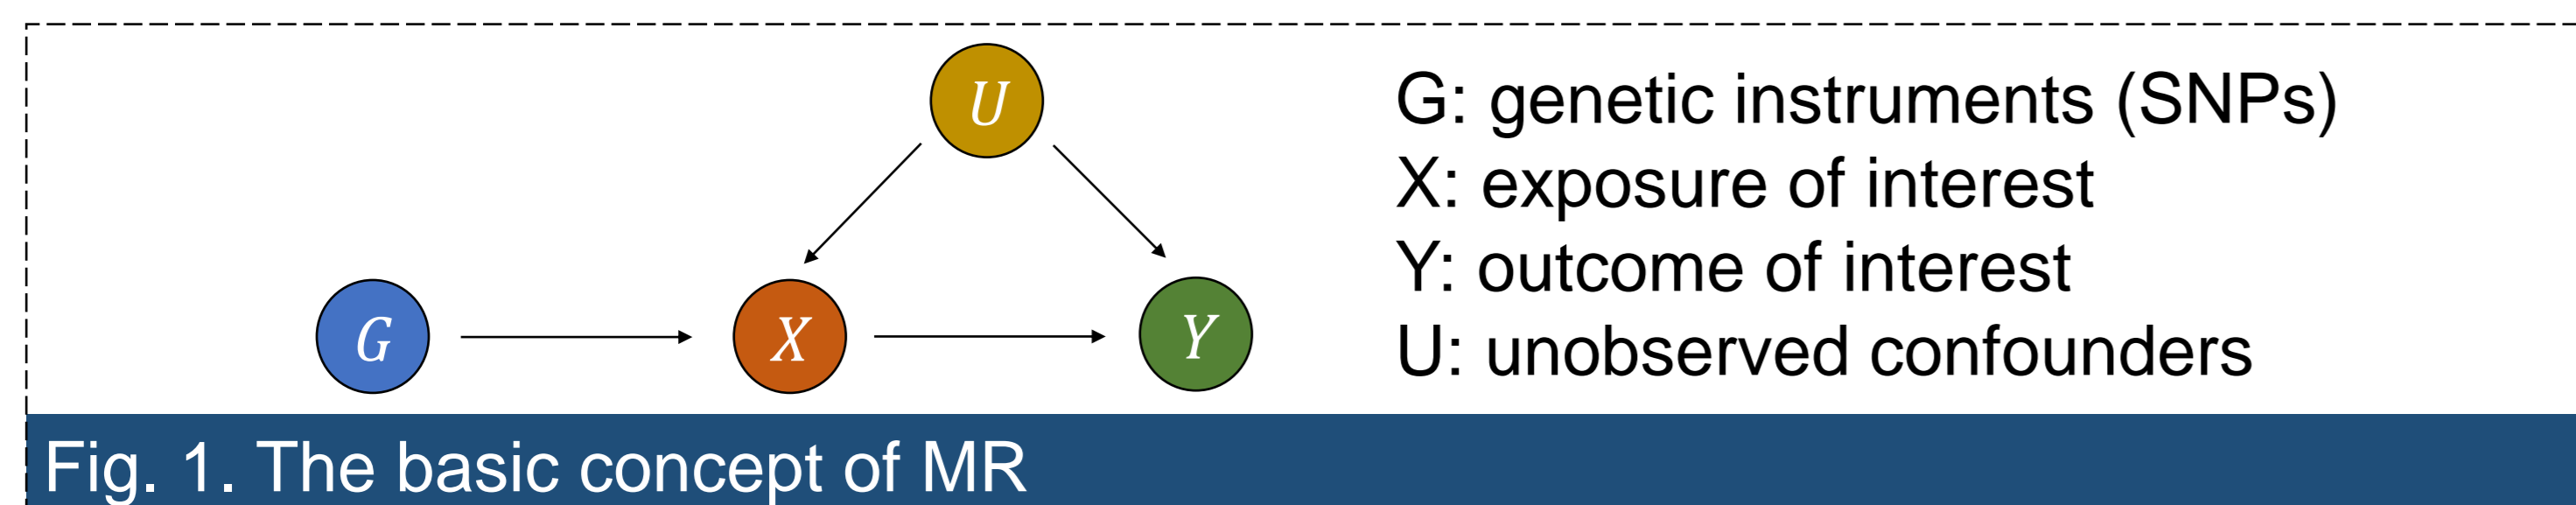 U
G
X
Y
G: genetic instruments (SNPs)
X: exposure of interest
Y: outcome of interest
U: unobserved confounders
Fig. 1. The basic concept of MR